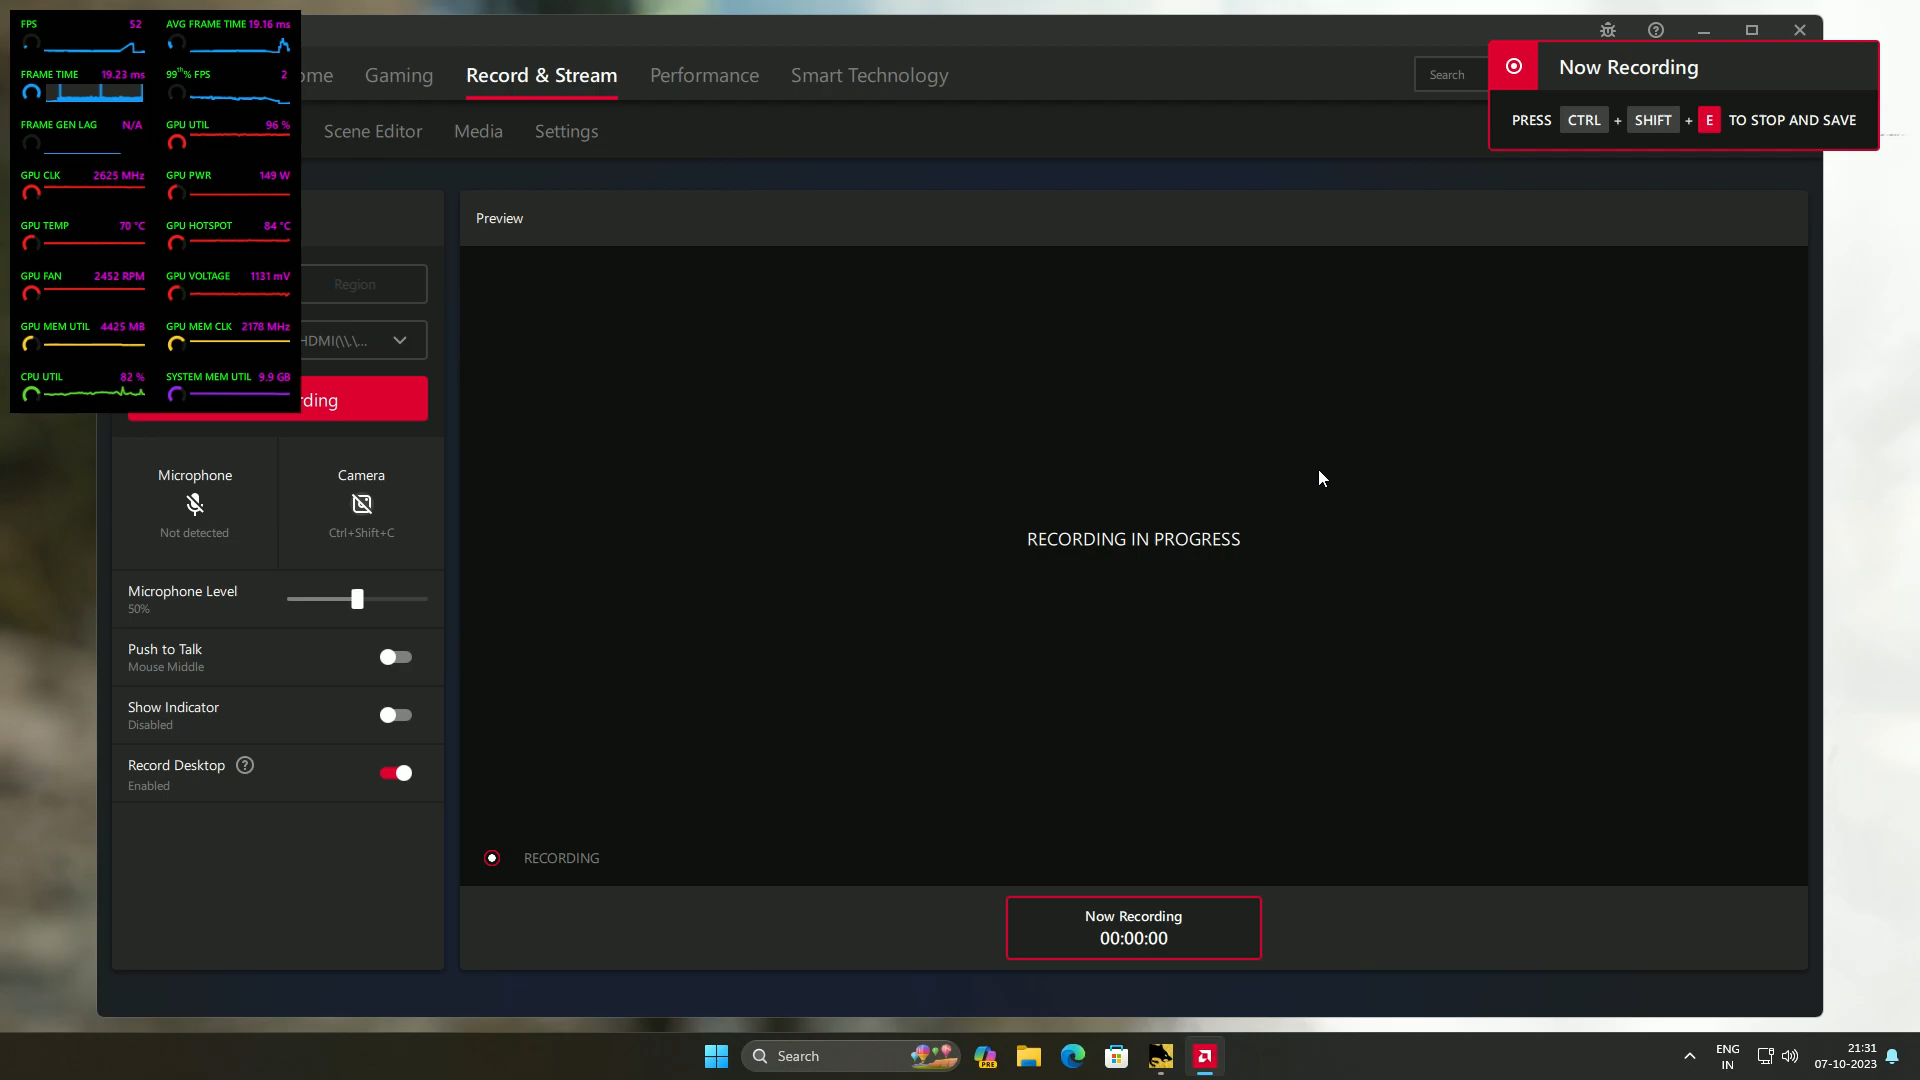 FPS 52 AVG FRAME TIME 19.16 ms
FRAME TIME 19.23 ms 99th% FPS 2
FRAME GEN LAG N/A GPU UTIL 96 %
GPU CLK 2625 MHz GPU PWR 149 W
GPU TEMP 70 °C GPU HOTSPOT 84 °C
GPU FAN 2452 RPM GPU VOLTAGE 1131 mV
GPU MEM UTIL 4425 MB GPU MEM CLK 2178 MHz
CPU UTIL 82 % SYSTEM MEM UTIL 9.9 GB
ome Gaming Record & Stream Performance Smart Technology
Search
Now Recording
PRESS CTRL + SHIFT + E TO STOP AND SAVE
Scene Editor Media Settings
Preview
Region
HDMI(\\.\...
rding
Microphone
Not detected
Camera
Ctrl+Shift+C
Microphone Level
50%
Push to Talk
Mouse Middle
Show Indicator
Disabled
Record Desktop ?
Enabled
RECORDING IN PROGRESS
RECORDING
Now Recording
00:00:00
Search
PRE
ENG
IN
21:31
07-10-2023